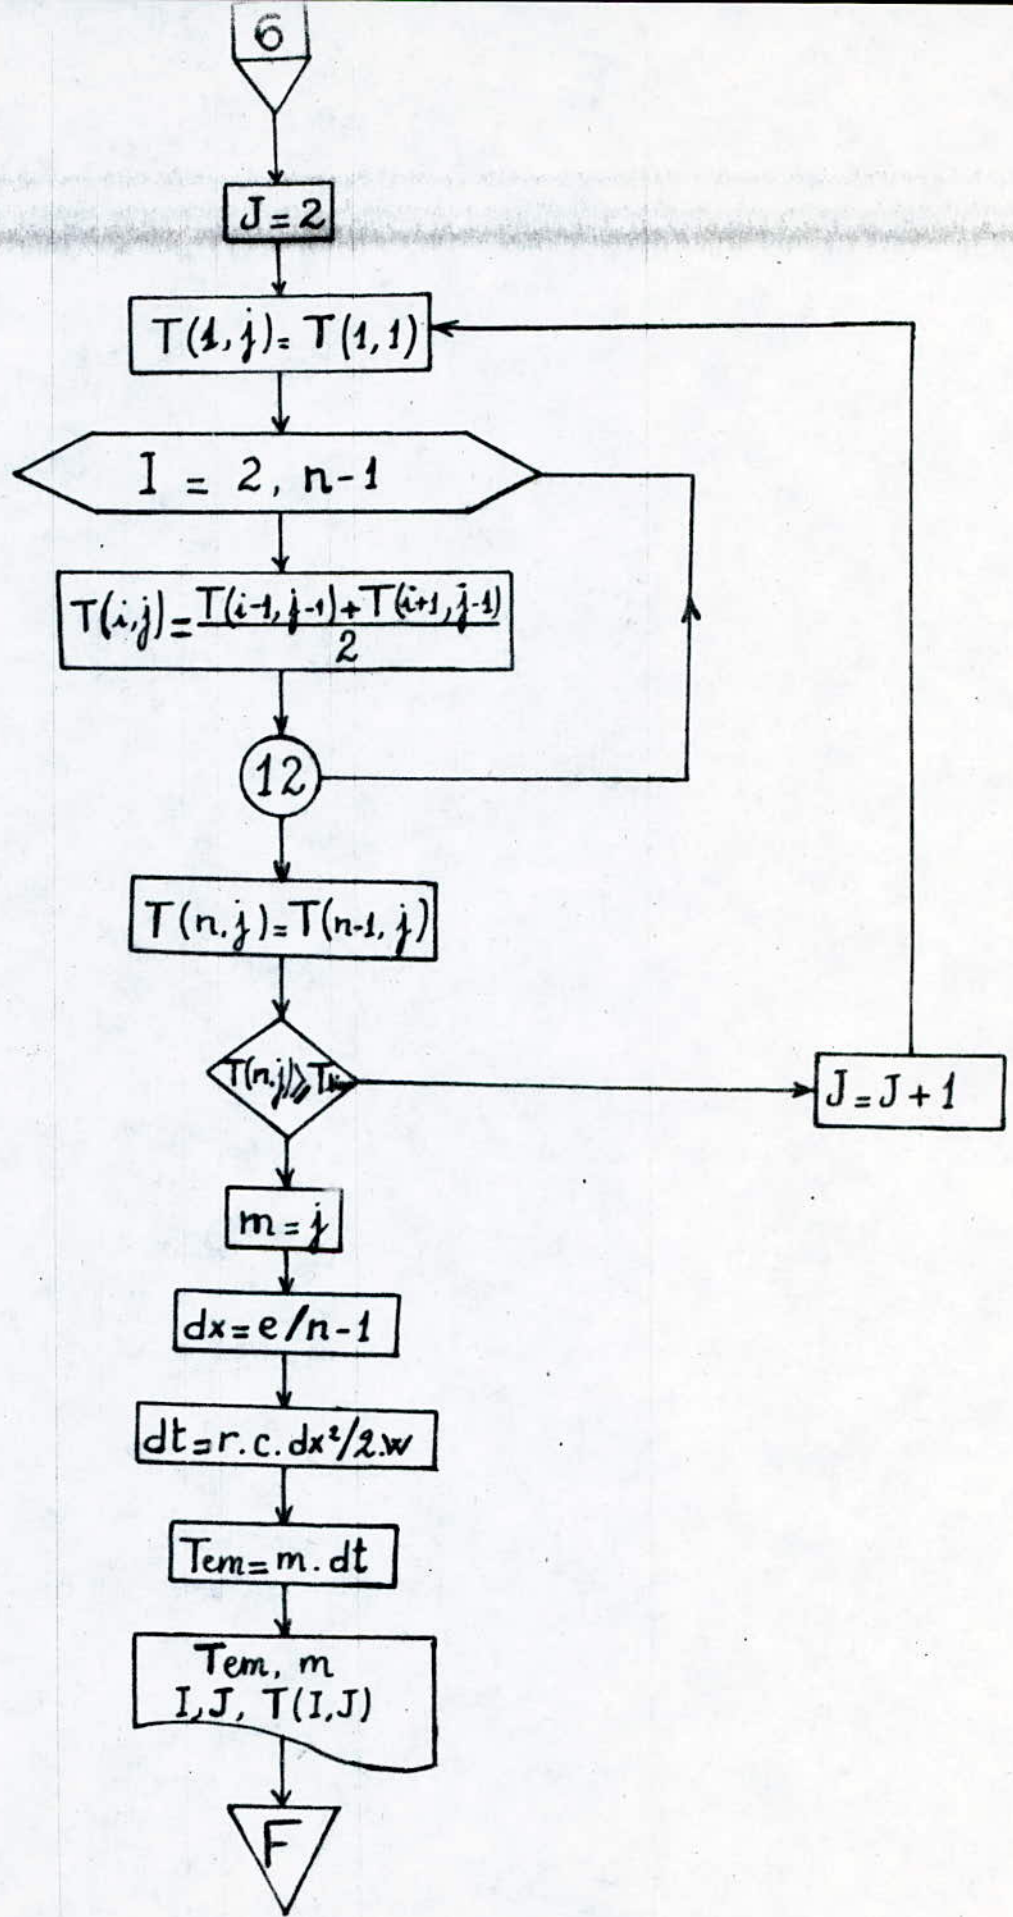 6
J = 2
T(1, j) = T(1,1)
I = 2, n-1
T(i,j) = T(i-1, j-1) + T(i+1, j-1)
2
12
T(n, j) = T(n-1, j)
T(n,j) ⩾
J = J + 1
m = j
dx = e/n-1
dt = r.c.dx²/2.w
Tem = m.dt
Tem, m
I, J, T(I,J)
F